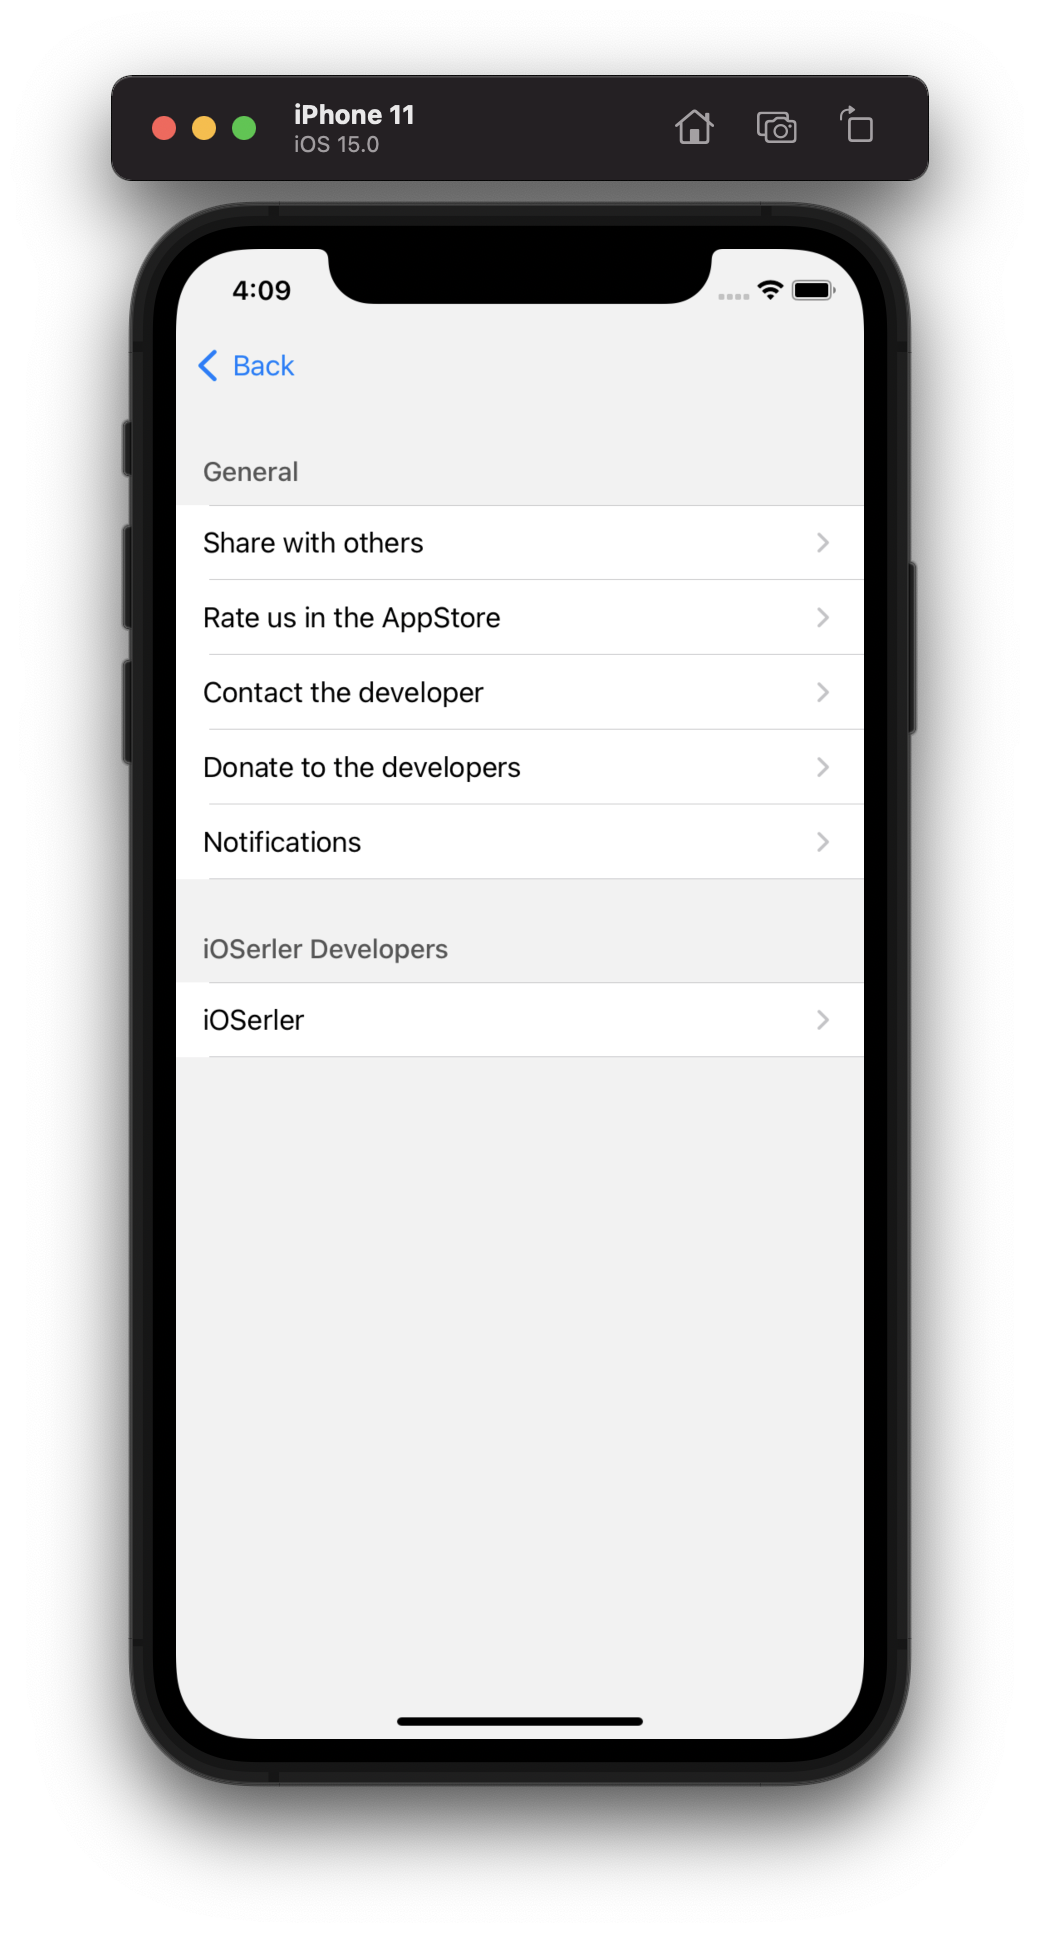 iPhone 11
iOS 15.0
4:09
Back
General
Share with others
Rate us in the AppStore
Contact the developer
Donate to the developers
Notifications
iOSerler Developers
iOSerler